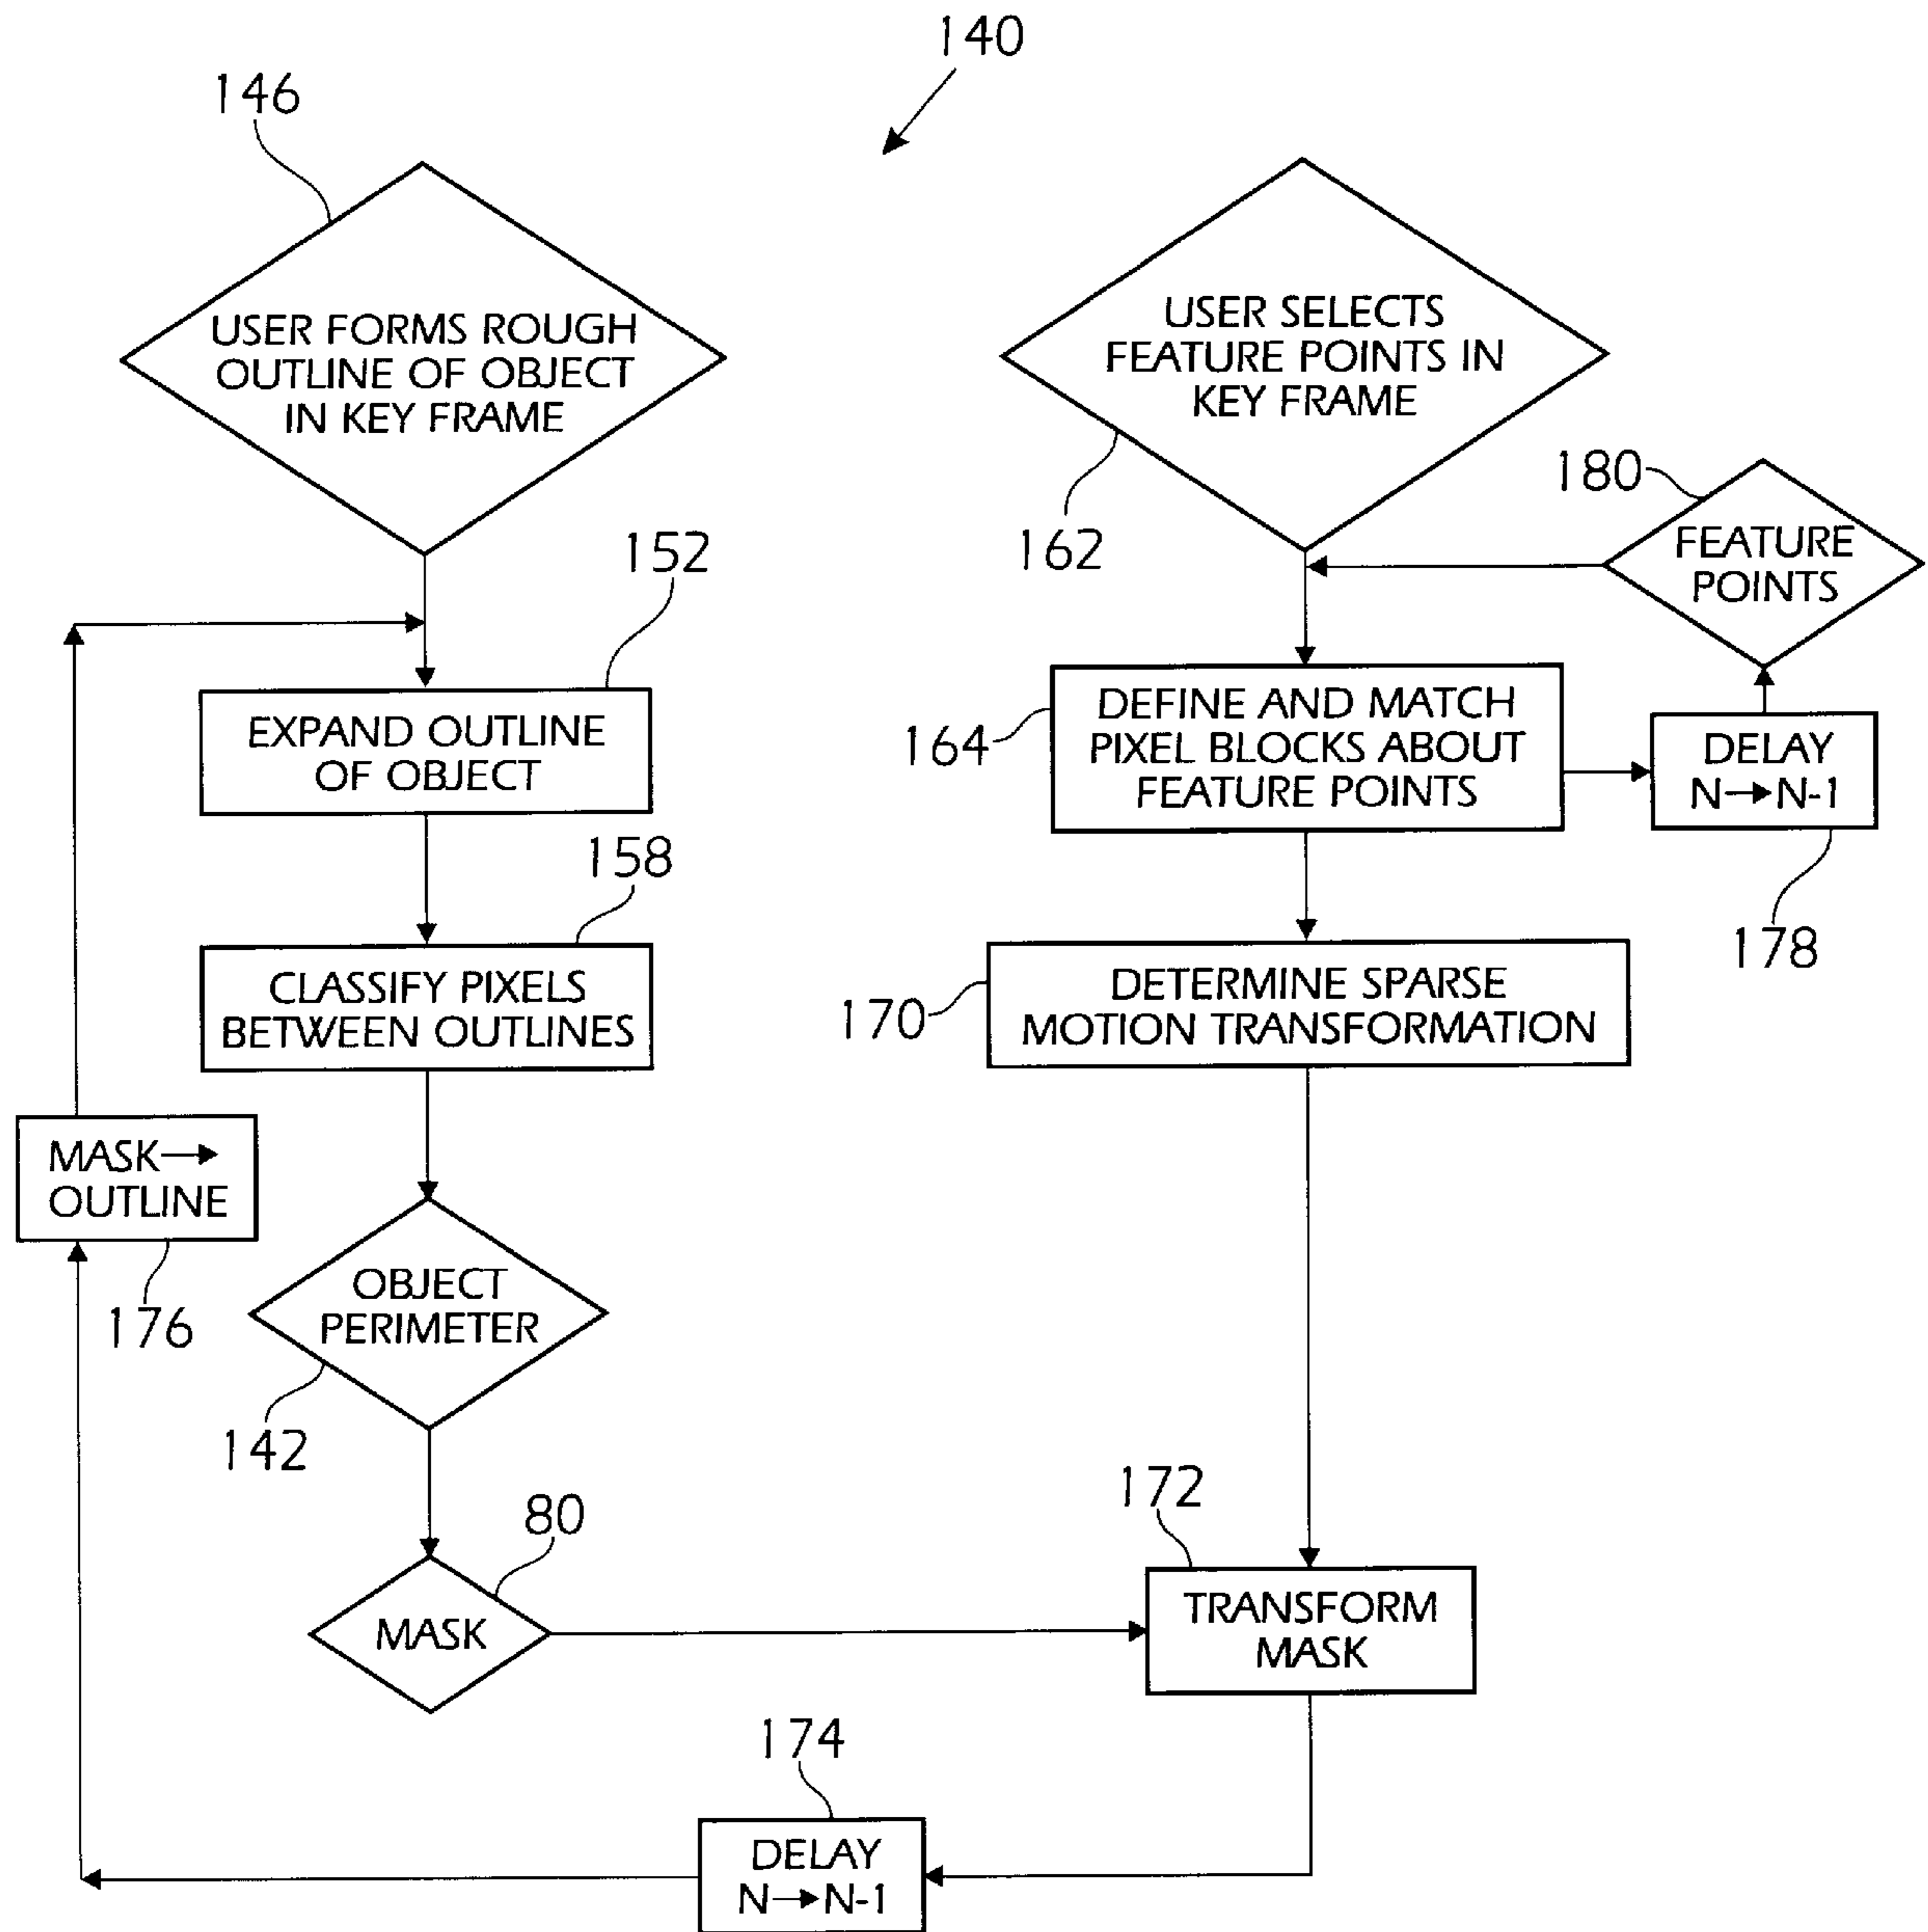 140
146
USER FORMS ROUGH
OUTLINE OF OBJECT
IN KEY FRAME
USER SELECTS
FEATURE POINTS IN
KEY FRAME
162
180
FEATURE
POINTS
152
EXPAND OUTLINE
OF OBJECT
164
DEFINE AND MATCH
PIXEL BLOCKS ABOUT
FEATURE POINTS
DELAY
N→N-1
178
158
CLASSIFY PIXELS
BETWEEN OUTLINES
170
DETERMINE SPARSE
MOTION TRANSFORMATION
MASK→
OUTLINE
176
OBJECT
PERIMETER
142
80
MASK
172
TRANSFORM
MASK
174
DELAY
N→N-1